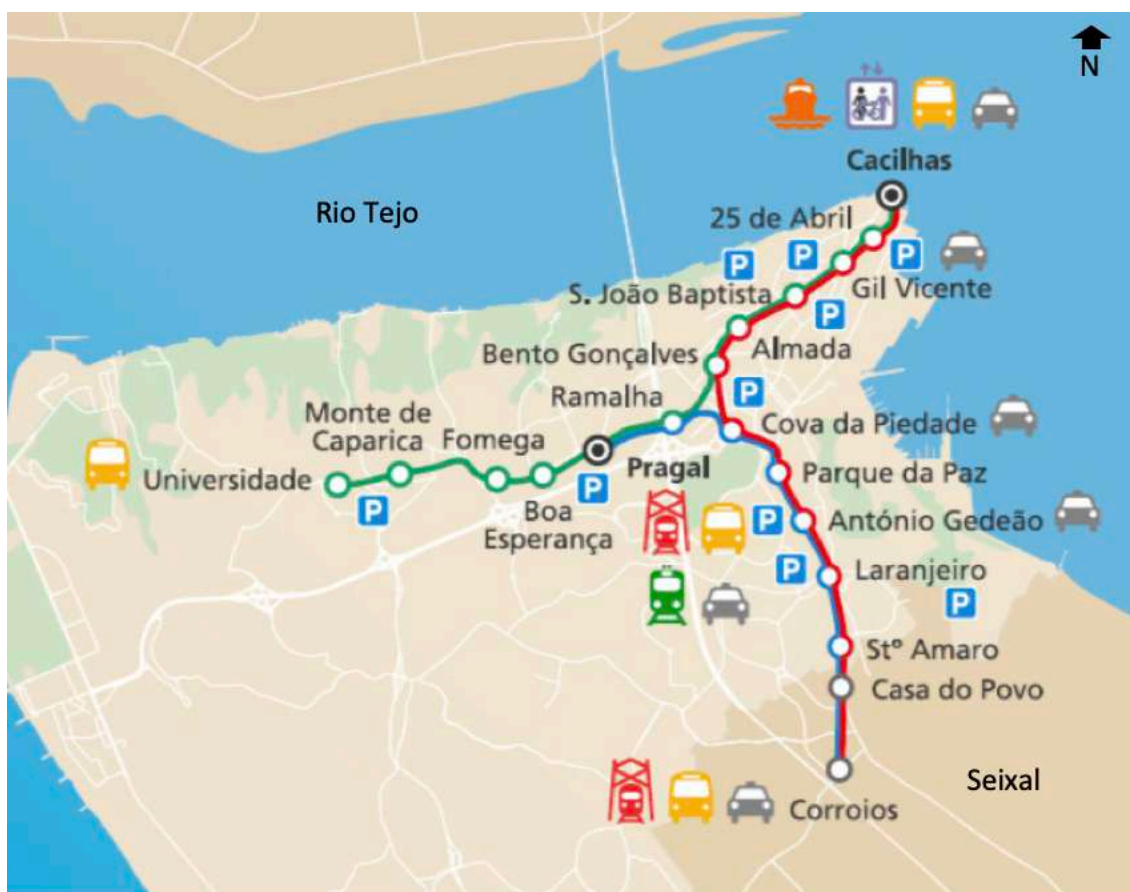 N
Cacilhas
Rio Tejo
25 de Abril
P
P
P
Gil Vicente
S. João Baptista
P
Almada
Bento Gonçalves
P
Ramalha
Monte de
Caparica
Fomega
Cova da Piedade
Universidade
Pragal
Parque da Paz
P
P
Boa
Esperança
P
António Gedeão
P
Laranjeiro
P
Stº Amaro
Casa do Povo
Seixal
Corroios